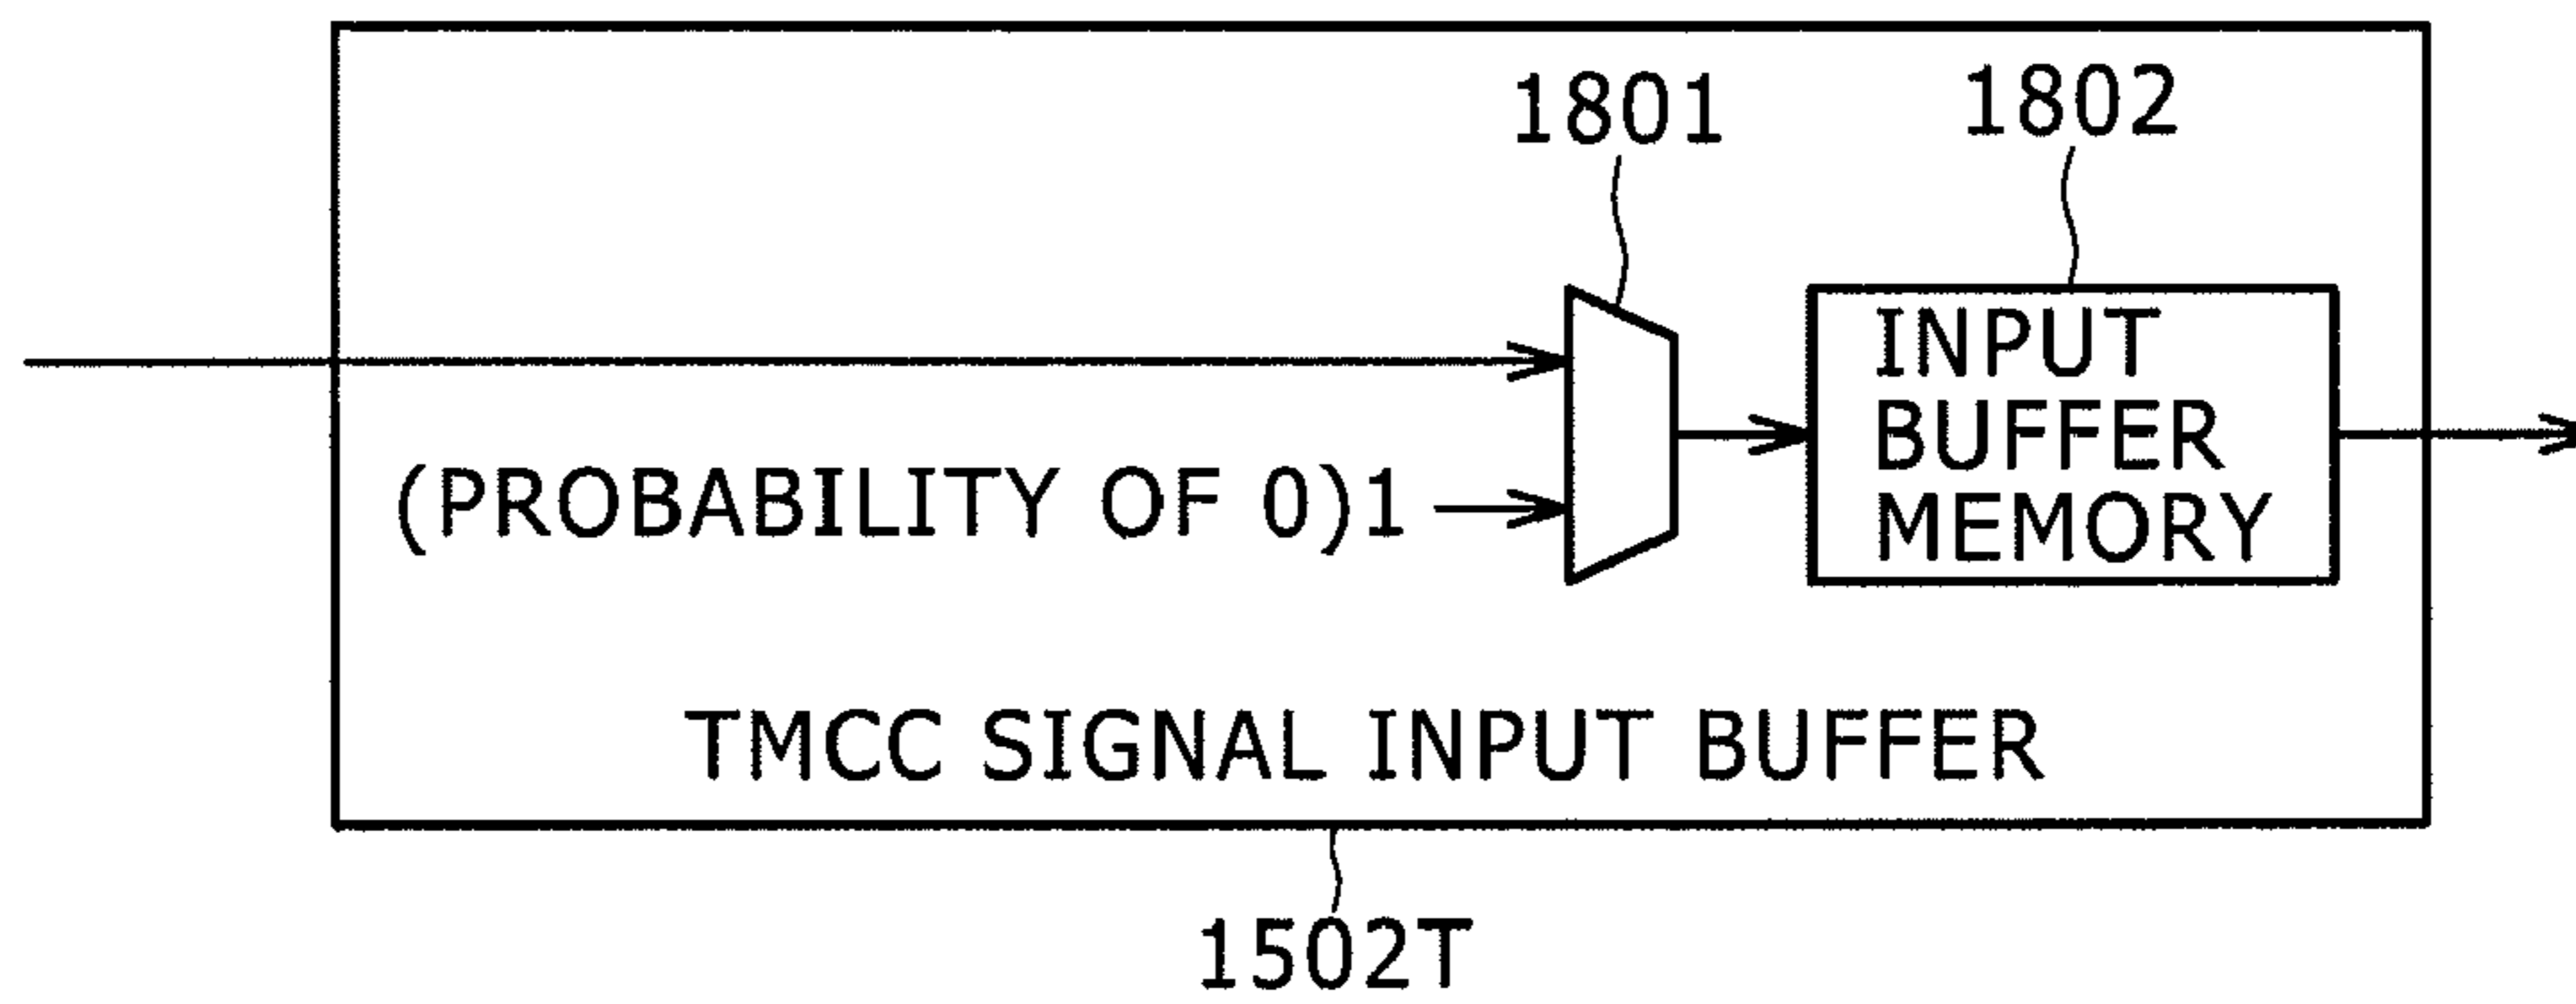 1801
1802
INPUT
BUFFER
MEMORY
(PROBABILITY OF 0)1
TMCC SIGNAL INPUT BUFFER
1502T